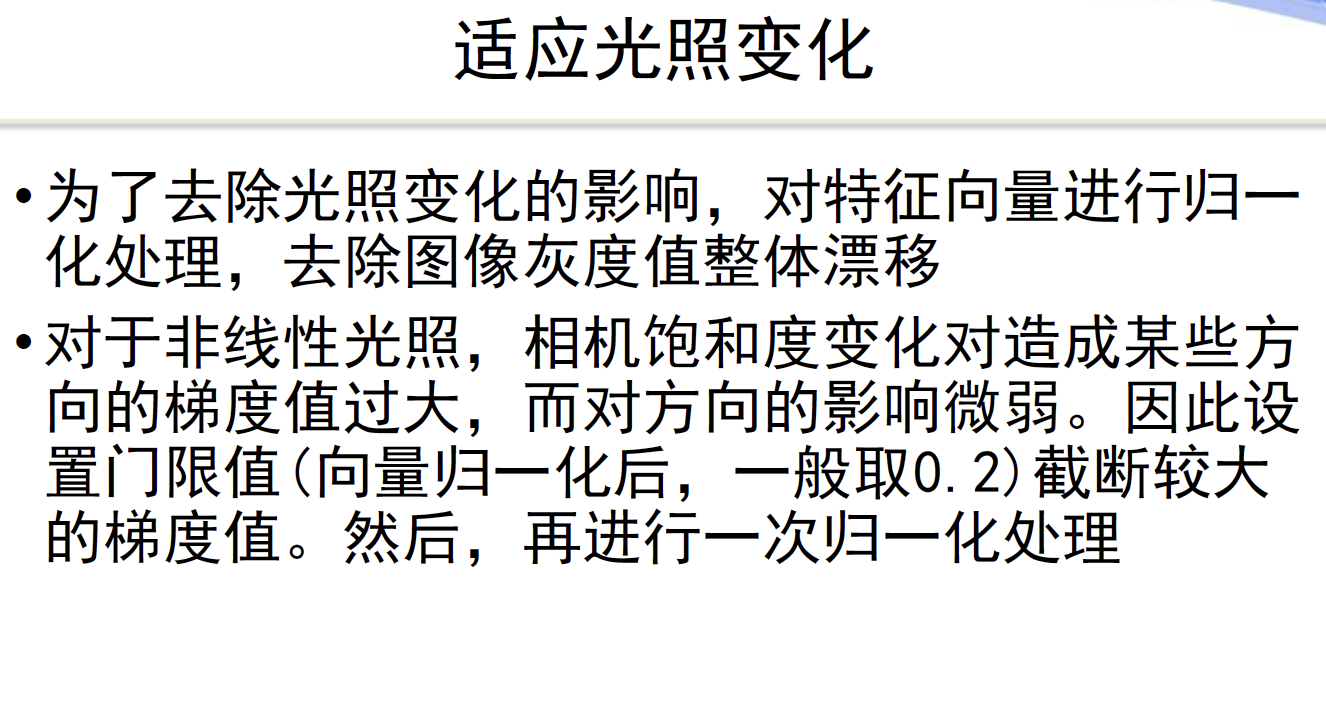 适应光照变化
•为了去除光照变化的影响，对特征向量进行归一
化处理，去除图像灰度值整体漂移
•对于非线性光照，相机饱和度变化对造成某些方
向的梯度值过大，而对方向的影响微弱。因此设
置门限值(向量归一化后，一般取0.2)截断较大
的梯度值。然后，再进行一次归一化处理